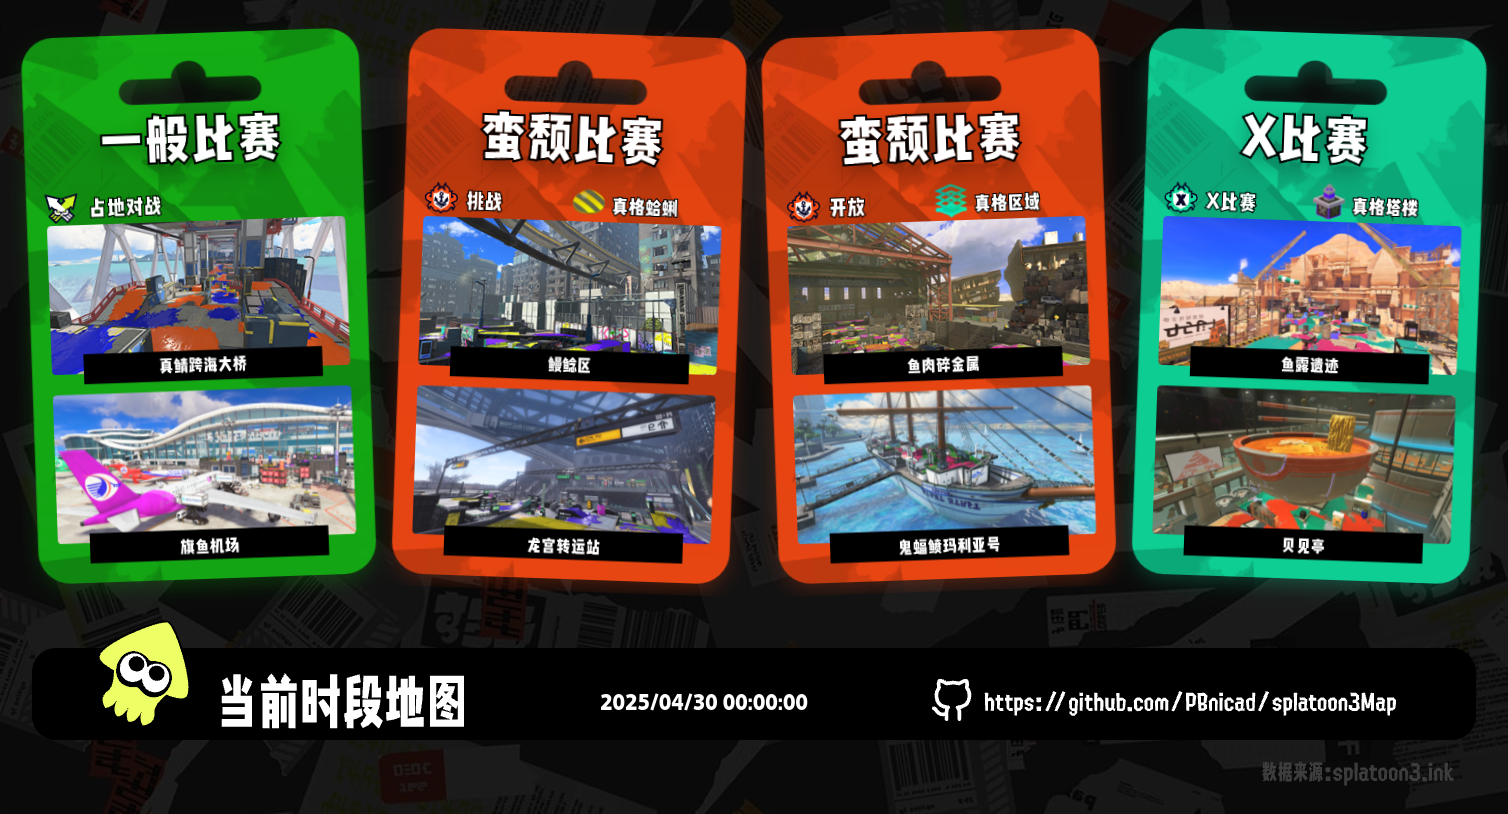 一般比赛
占地对战
真鲭跨海大桥
旗鱼机场
蛮颓比赛
挑战
真格蛤蜊
鳗鲶区
龙宫转运站
蛮颓比赛
开放
真格区域
鱼肉碎金属
鬼蝠鲼玛利亚号
X比赛
X比赛
真格塔楼
鱼露遗迹
贝见亭
当前时段地图
2025/04/30 00:00:00
https://github.com/PBnicad/splatoon3Map
数据来源:splatoon3.ink